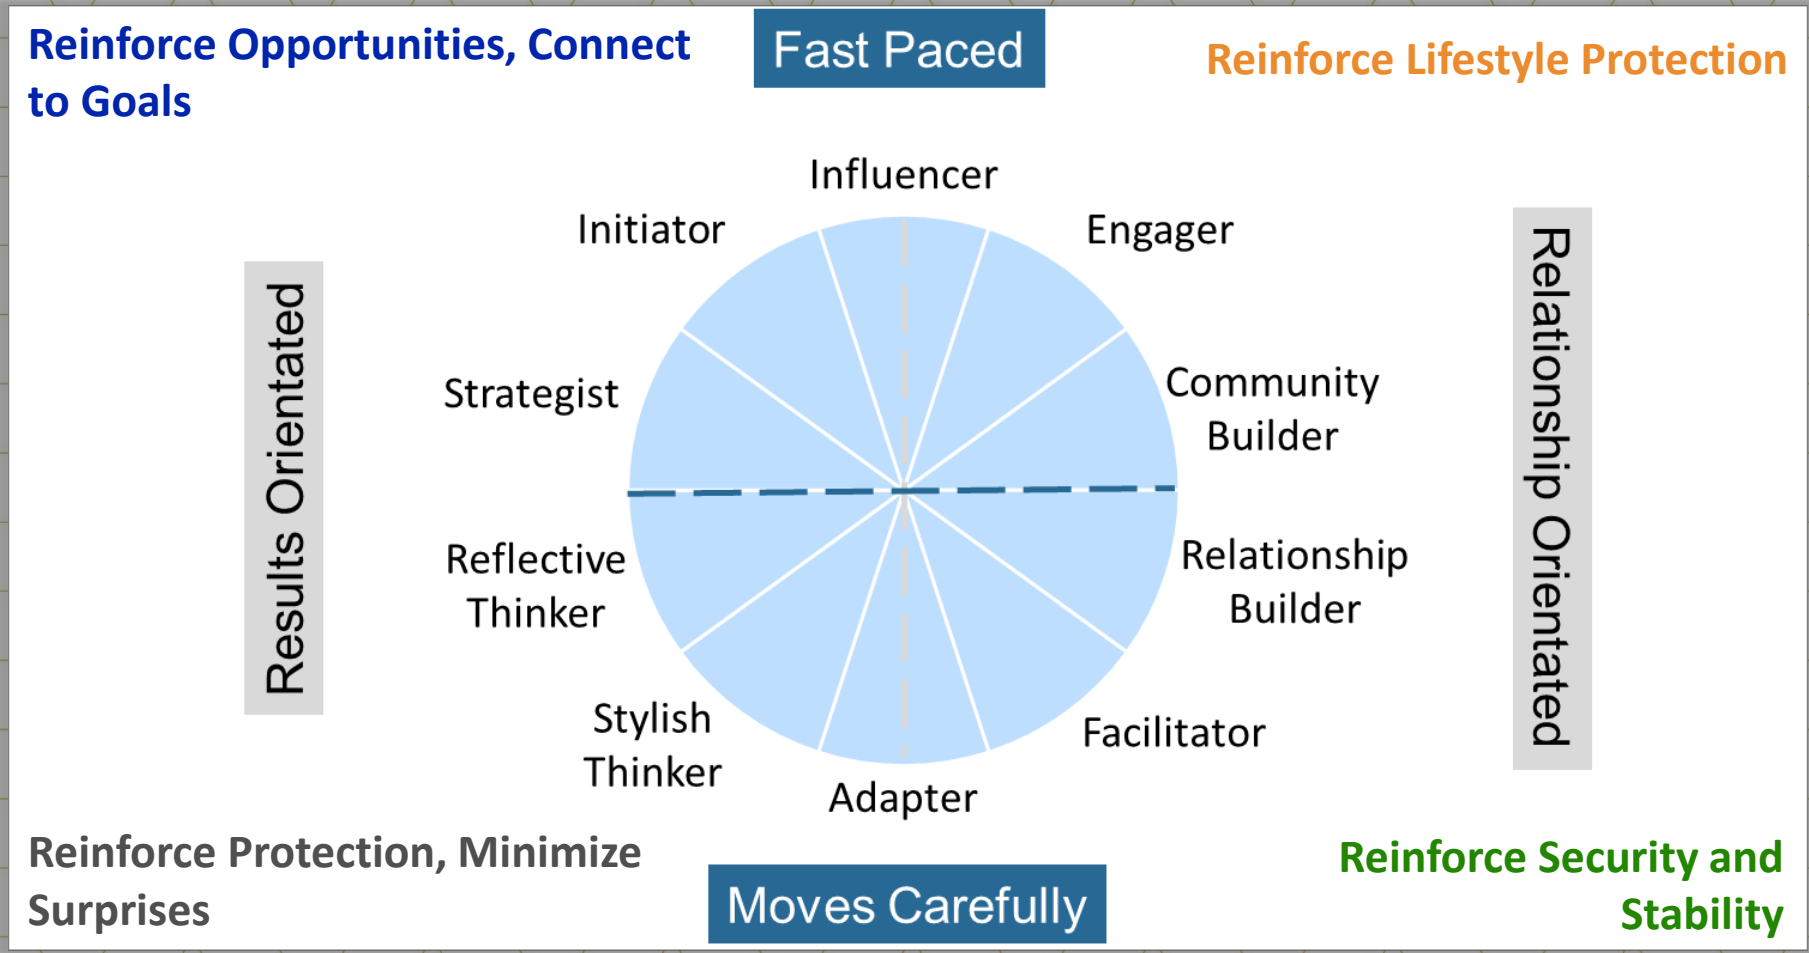 Reinforce Opportunities, Connect
to Goals
Fast Paced
Reinforce Lifestyle Protection
Influencer
Initiator
Engager
Results Orientated
Relationship Orientated
Strategist
Community
Builder
Reflective
Thinker
Relationship
Builder
Stylish
Thinker
Facilitator
Adapter
Reinforce Protection, Minimize
Surprises
Moves Carefully
Reinforce Security and
Stability